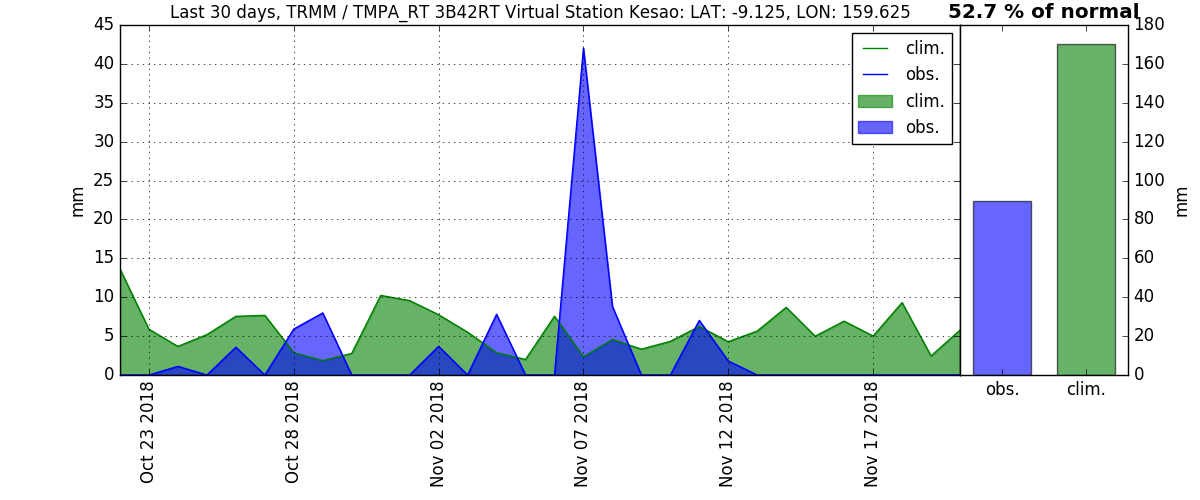 Last 30 days, TRMM / TMPA_RT 3B42RT Virtual Station Kesao: LAT: -9.125, LON: 159.625
52.7 % of normal
45
40
35
30
25
20
15
10
5
0
mm
clim.
obs.
clim.
obs.
Oct 23 2018
Oct 28 2018
Nov 02 2018
Nov 07 2018
Nov 12 2018
Nov 17 2018
180
160
140
120
100
80
60
40
20
0
mm
obs.
clim.